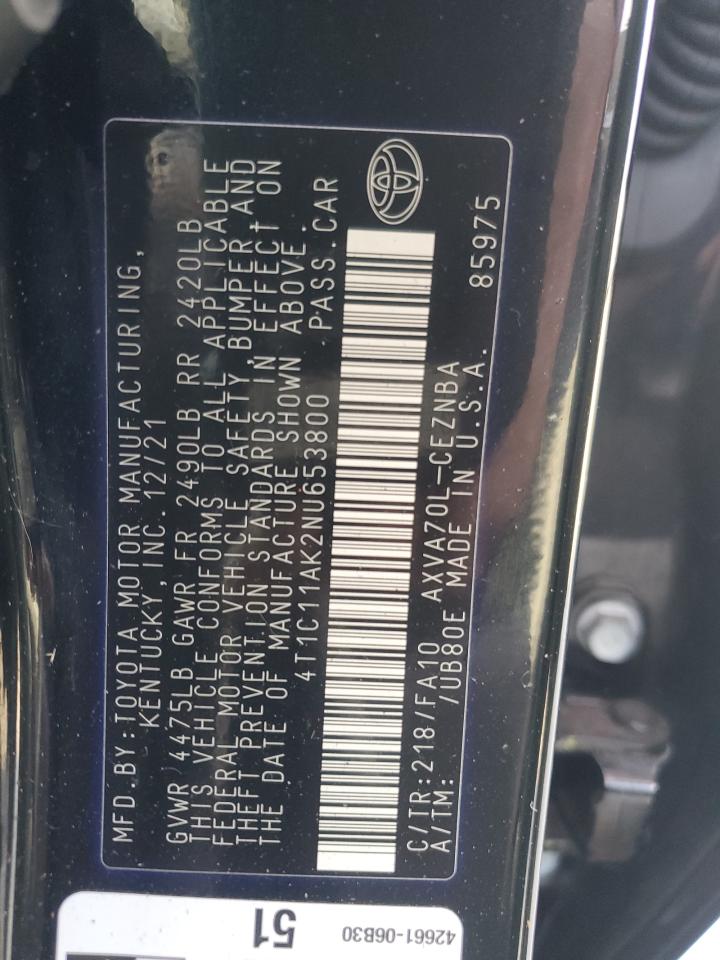 MFD.BY:TOYOTA MOTOR MANUFACTURING,
KENTUCKY,INC.12/21
GVWR 4475LB GAWR FR 2490LB RR 2420LB
THIS VEHICLE CONFORMS TO ALL APPLICABLE
FEDERAL MOTOR VEHICLE SAFETY,BUMPER AND
THEFT PREVENTION STANDARDS IN EFFECT ON
THE DATE OF MANUFACTURE SHOWN ABOVE.
4T1C11AK2NU653800 PASS.CAR
C/TR:218/FA10 AXVA70L-CEZNBA
A/TM: /UB80E MADE IN U.S.A. 85975
51
42661-06B30